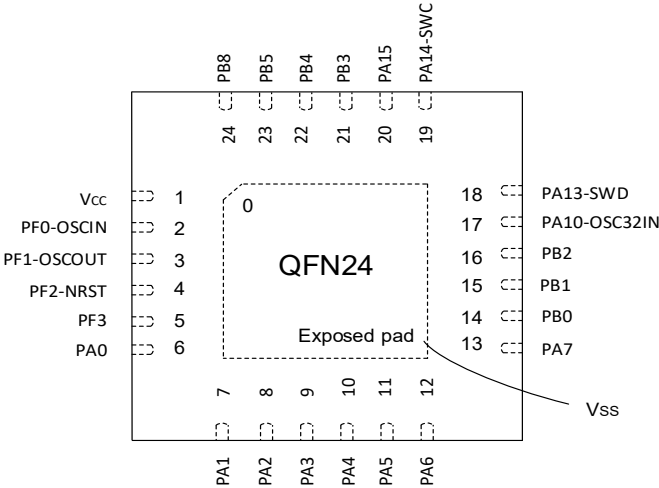 PB8
PB5
PB4
PB3
PA15
PA14-SWC
24
23
22
21
20
19
Vcc 1
PF0-OSCIN 2
PF1-OSCOUT 3
PF2-NRST 4
PF3 5
PA0 6
0
QFN24
Exposed pad
18 PA13-SWD
17 PA10-OSC32IN
16 PB2
15 PB1
14 PB0
13 PA7
Vss
7
8
9
10
11
12
PA1
PA2
PA3
PA4
PA5
PA6